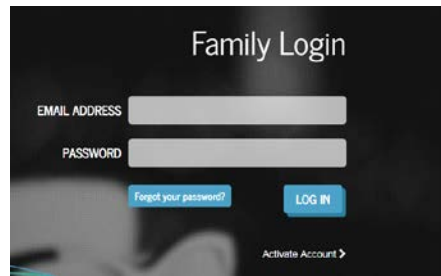 Family Login
EMAIL ADDRESS
PASSWORD
Forgot your password?
LOG IN
Activate Account >